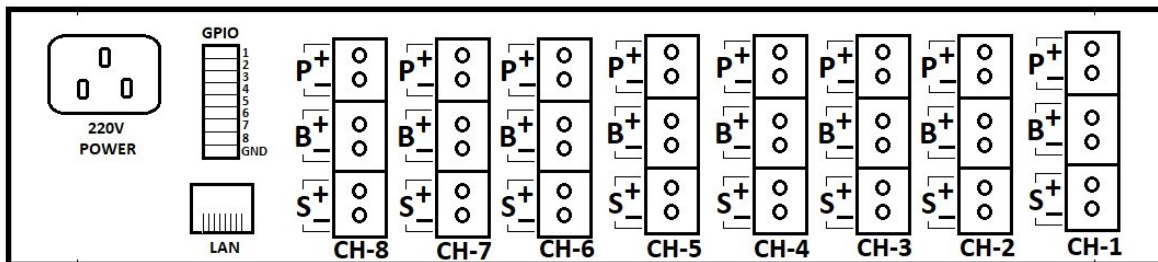 220V
POWER
GPIO
1
2
3
4
5
6
7
8
GND
LAN
P + -
B + -
S + -
CH-8
P + -
B + -
S + -
CH-7
P + -
B + -
S + -
CH-6
P + -
B + -
S + -
CH-5
P + -
B + -
S + -
CH-4
P + -
B + -
S + -
CH-3
P + -
B + -
S + -
CH-2
P + -
B + -
S + -
CH-1